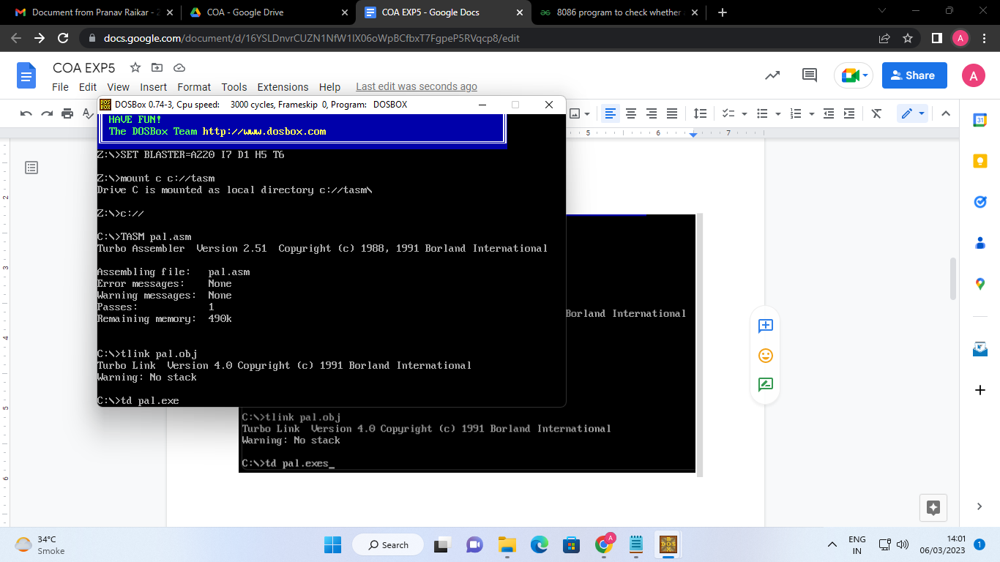 Document from Pranav Raikar - 2
COA - Google Drive
COA EXP5 - Google Docs
8086 program to check whether a
docs.google.com/document/d/16YSLDnvrCUZN1NfW1IX06oWpBCfbxT7FgpeP5RVqcp8/edit
A
COA EXP5
File Edit View Insert Format Tools Extensions Help Last edit was seconds ago
Share
A
DOSBox 0.74-3, Cpu speed: 3000 cycles, Frameskip 0, Program: DOSBOX
HAVE FUN!
The DOSBox Team http://www.dosbox.com
Z:\>SET BLASTER=A220 I7 D1 H5 T6
Z:\>mount c c://tasm
Drive C is mounted as local directory c://tasm\
Z:\>c://
C:\>TASM pal.asm
Turbo Assembler Version 2.51 Copyright (c) 1988, 1991 Borland International
Assembling file: pal.asm
Error messages: None
Warning messages: None
Passes: 1
Remaining memory: 490k
C:\>tlink pal.obj
Turbo Link Version 4.0 Copyright (c) 1991 Borland International
Warning: No stack
C:\>td pal.exe
5 6 7
2
3
4
5
6
31
Borland International
C:\>tlink pal.obj
Turbo Link Version 4.0 Copyright (c) 1991 Borland International
Warning: No stack
C:\>td pal.exes_
34°C
Smoke
Search
A
DOS
BOX
ENG
IN
14:01
06/03/2023
1